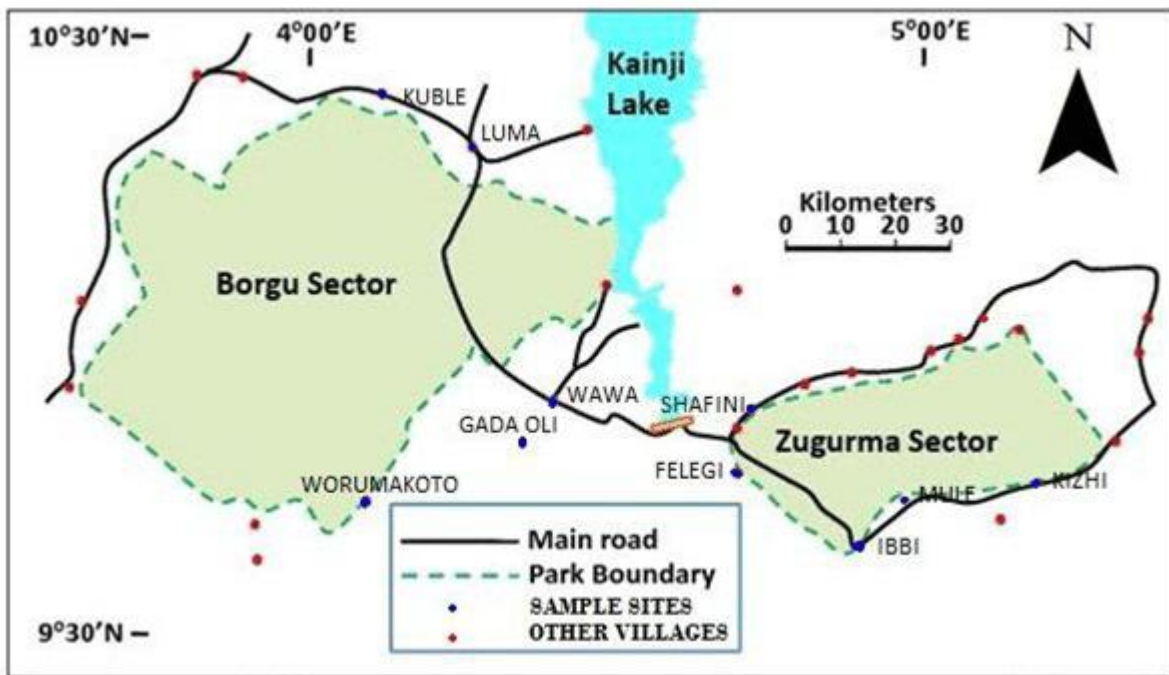 10°30'N
4°00'E
5°00'E
N
Kainji
Lake
KUBLE
LUMA
Kilometers
0 10 20 30
Borgu Sector
WAWA
SHAFINI
GADA OLI
Zugurma Sector
FELEGI
WORUMAKOTO
KIZHI
IBBI
Main road
Park Boundary
SAMPLE SITES
OTHER VILLAGES
9°30'N